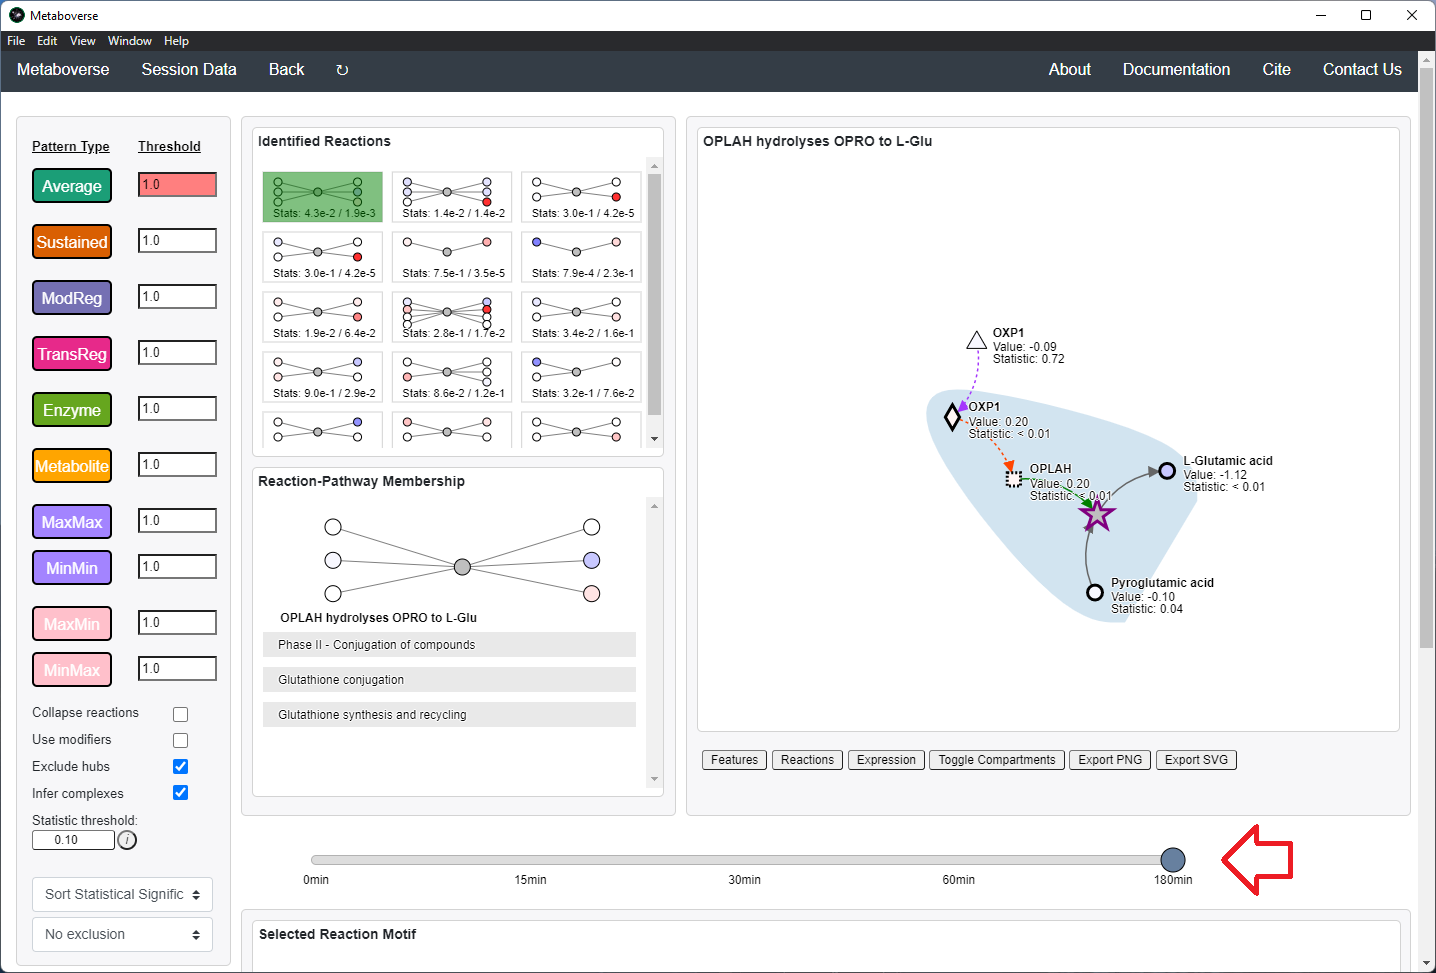 Metaboverse
File Edit View Window Help
Metaboverse Session Data Back ↻ About Documentation Cite Contact Us
Pattern Type Threshold
Average 1.0
Sustained 1.0
ModReg 1.0
TransReg 1.0
Enzyme 1.0
Metabolite 1.0
MaxMax 1.0
MinMin 1.0
MaxMin 1.0
MinMax 1.0
Collapse reactions
Use modifiers
Exclude hubs
Infer complexes
Statistic threshold:
0.10 i
Sort Statistical Signific
No exclusion
Identified Reactions
Stats: 4.3e-2 / 1.9e-3 Stats: 1.4e-2 / 1.4e-2 Stats: 3.0e-1 / 4.2e-5
Stats: 3.0e-1 / 4.2e-5 Stats: 7.5e-1 / 3.5e-5 Stats: 7.9e-4 / 2.3e-1
Stats: 1.9e-2 / 6.4e-2 Stats: 2.8e-1 / 1.7e-2 Stats: 3.4e-2 / 1.6e-1
Stats: 9.0e-1 / 2.9e-2 Stats: 8.6e-2 / 1.2e-1 Stats: 3.2e-1 / 7.6e-2
Reaction-Pathway Membership
OPLAH hydrolyses OPRO to L-Glu
Phase II - Conjugation of compounds
Glutathione conjugation
Glutathione synthesis and recycling
OPLAH hydrolyses OPRO to L-Glu
OXP1
Value: -0.09
Statistic: 0.72
OXP1
Value: 0.20
Statistic: < 0.01
OPLAH
Value: 0.20
Statistic: < 0.01
L-Glutamic acid
Value: -1.12
Statistic: < 0.01
Pyroglutamic acid
Value: -0.10
Statistic: 0.04
Features Reactions Expression Toggle Compartments Export PNG Export SVG
0min 15min 30min 60min 180min
Selected Reaction Motif